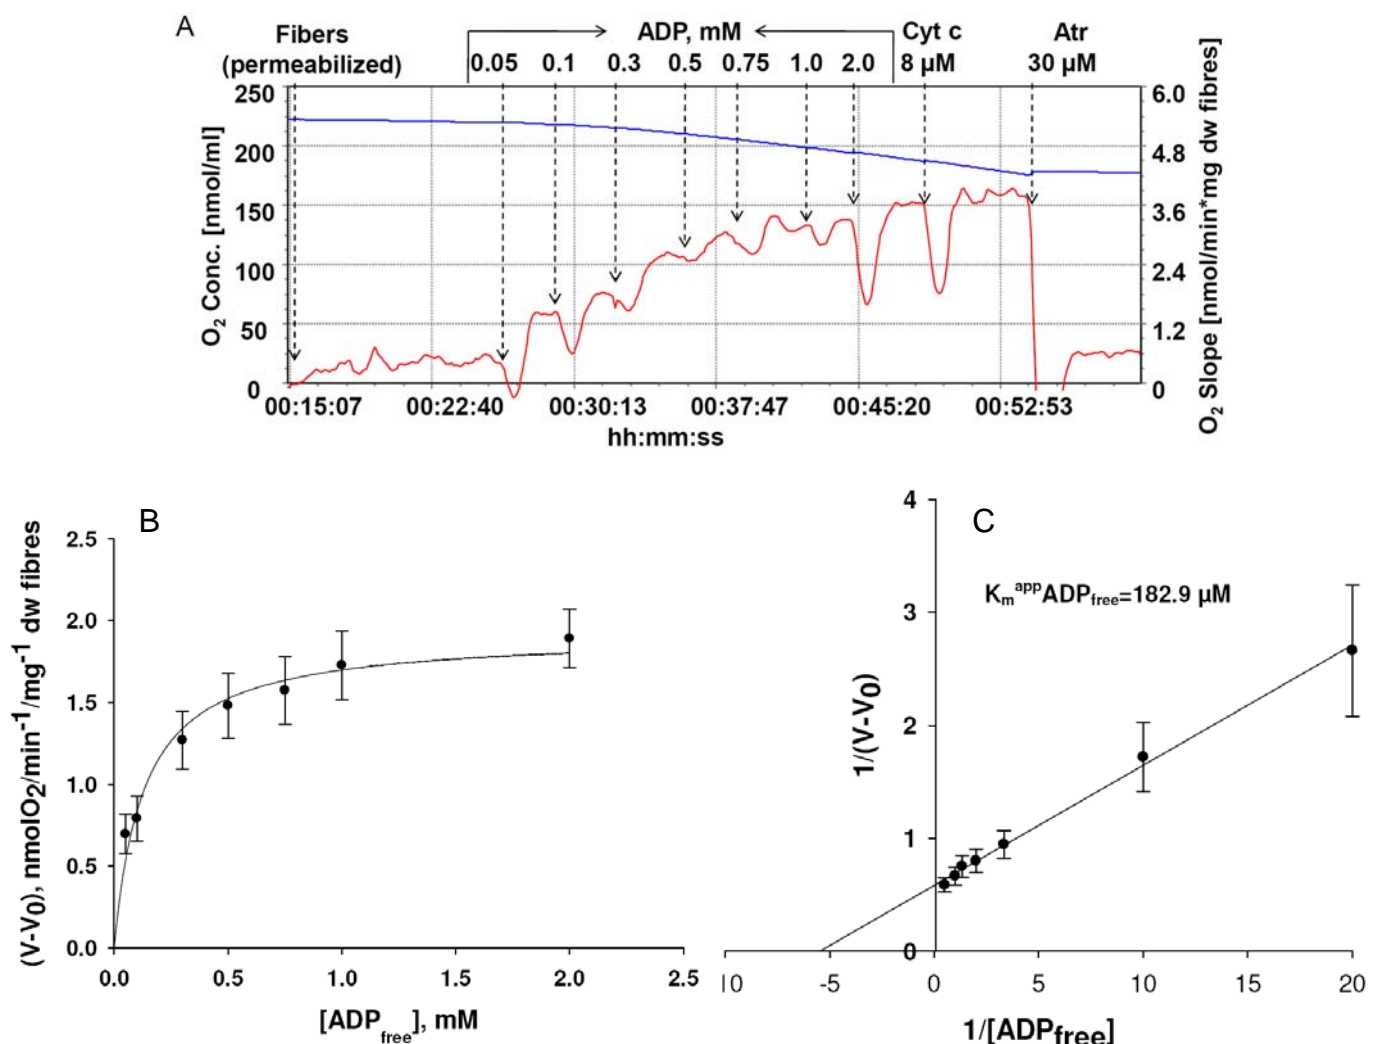 A
Fibers
(permeabilized)
ADP, mM
Cyt c
Atr
0.05 0.1 0.3 0.5 0.75 1.0 2.0 8 µM 30 µM
250 6.0
200 4.8
150 3.6
100 2.4
50 1.2
0 0
O₂ Conc. [nmol/ml]
O₂ Slope [nmol/min*mg dw fibres]
00:15:07 00:22:40 00:30:13 00:37:47 00:45:20 00:52:53
hh:mm:ss
B
(V-V₀), nmolO₂/min⁻¹/mg⁻¹ dw fibres
2.5
2.0
1.5
1.0
0.5
0.0
0.0 0.5 1.0 1.5 2.0 2.5
[ADP_free], mM
C
1/(V-V₀)
4
3
2
1
0
KₘᵃᵖᵖADP_free=182.9 µM
10 -5 0 5 10 15 20
1/[ADP_free]